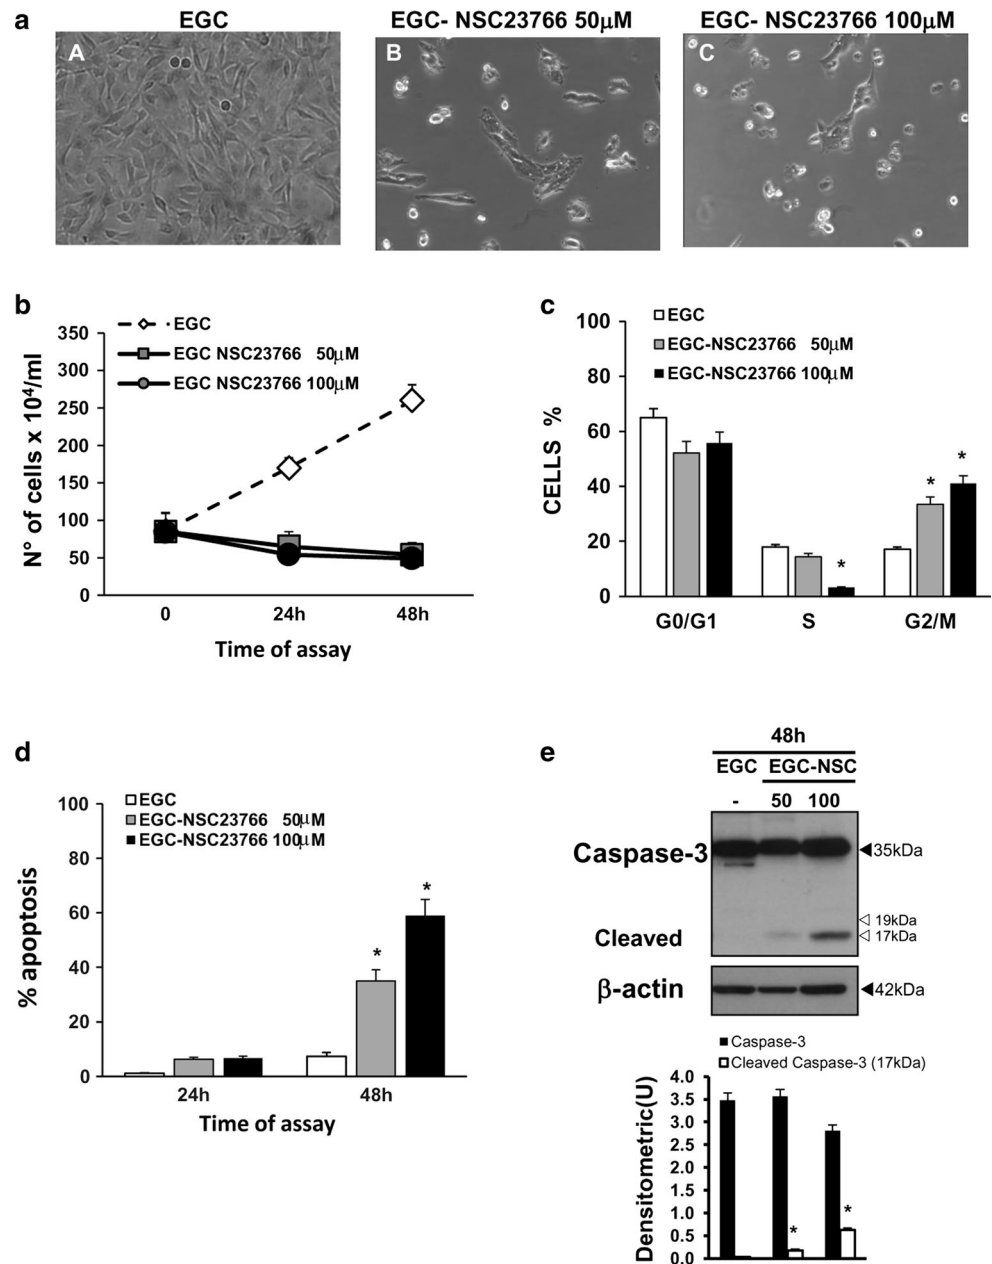 a
EGC
EGC- NSC23766 50μM
EGC- NSC23766 100μM
A
B
C
b
EGC
EGC NSC23766 50μM
EGC NSC23766 100μM
N° of cells x 10⁴/ml
350
300
250
200
150
100
50
0
0
24h
48h
Time of assay
c
EGC
EGC-NSC23766 50μM
EGC-NSC23766 100μM
CELLS %
100
80
60
40
20
0
*
*
*
G0/G1
S
G2/M
d
EGC
EGC-NSC23766 50μM
EGC-NSC23766 100μM
% apoptosis
100
80
60
40
20
0
*
*
24h
48h
Time of assay
e
48h
EGC
EGC-NSC
-
50
100
Caspase-3
35kDa
19kDa
Cleaved
17kDa
β-actin
42kDa
Caspase-3
Cleaved Caspase-3 (17kDa)
Densitometric(U)
4.0
3.5
3.0
2.5
2.0
1.5
1.0
0.5
0.0
*
*